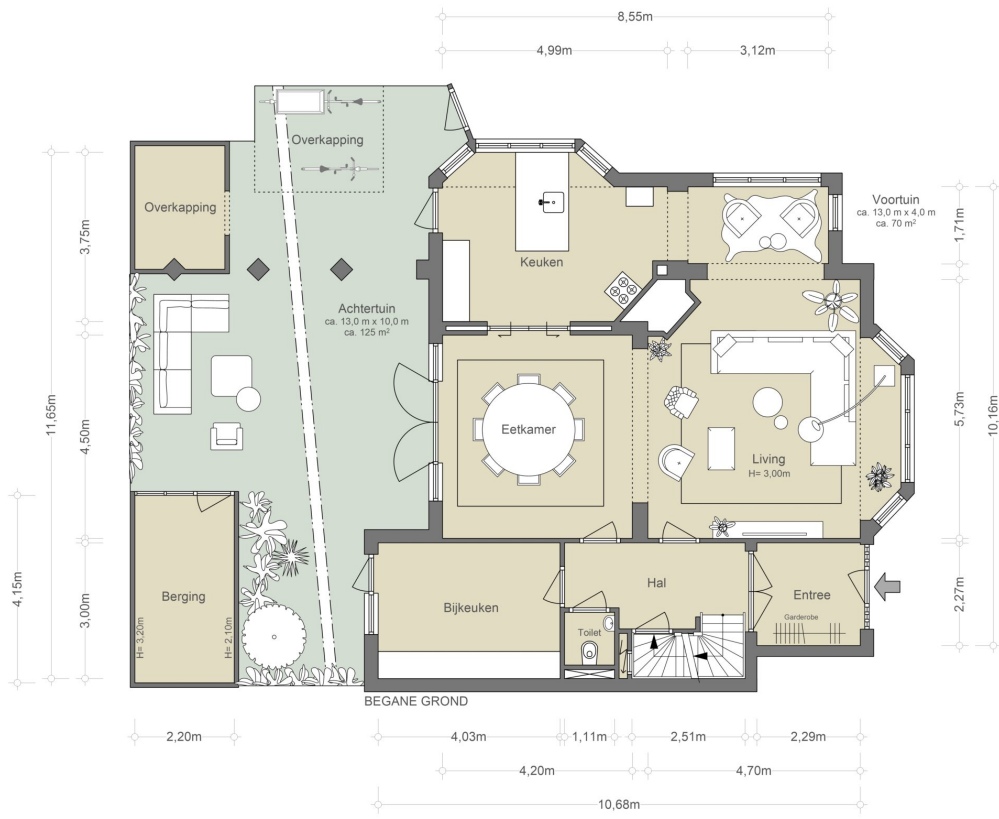 8,55m
4,99m
3,12m
Overkapping
Overkapping
Voortuin
ca. 13,0 m x 4,0 m
ca. 70 m²
Keuken
Achtertuin
ca. 13,0 m x 10,0 m
ca. 125 m²
3,75m
11,65m
4,50m
4,15m
3,00m
1,71m
5,73m
10,16m
2,27m
Eetkamer
Living
H= 3,00m
Berging
H= 3,20m
H= 2,10m
Bijkeuken
Hal
Toilet
Entree
Garderobe
BEGANE GROND
2,20m
4,03m
1,11m
2,51m
2,29m
4,20m
4,70m
10,68m